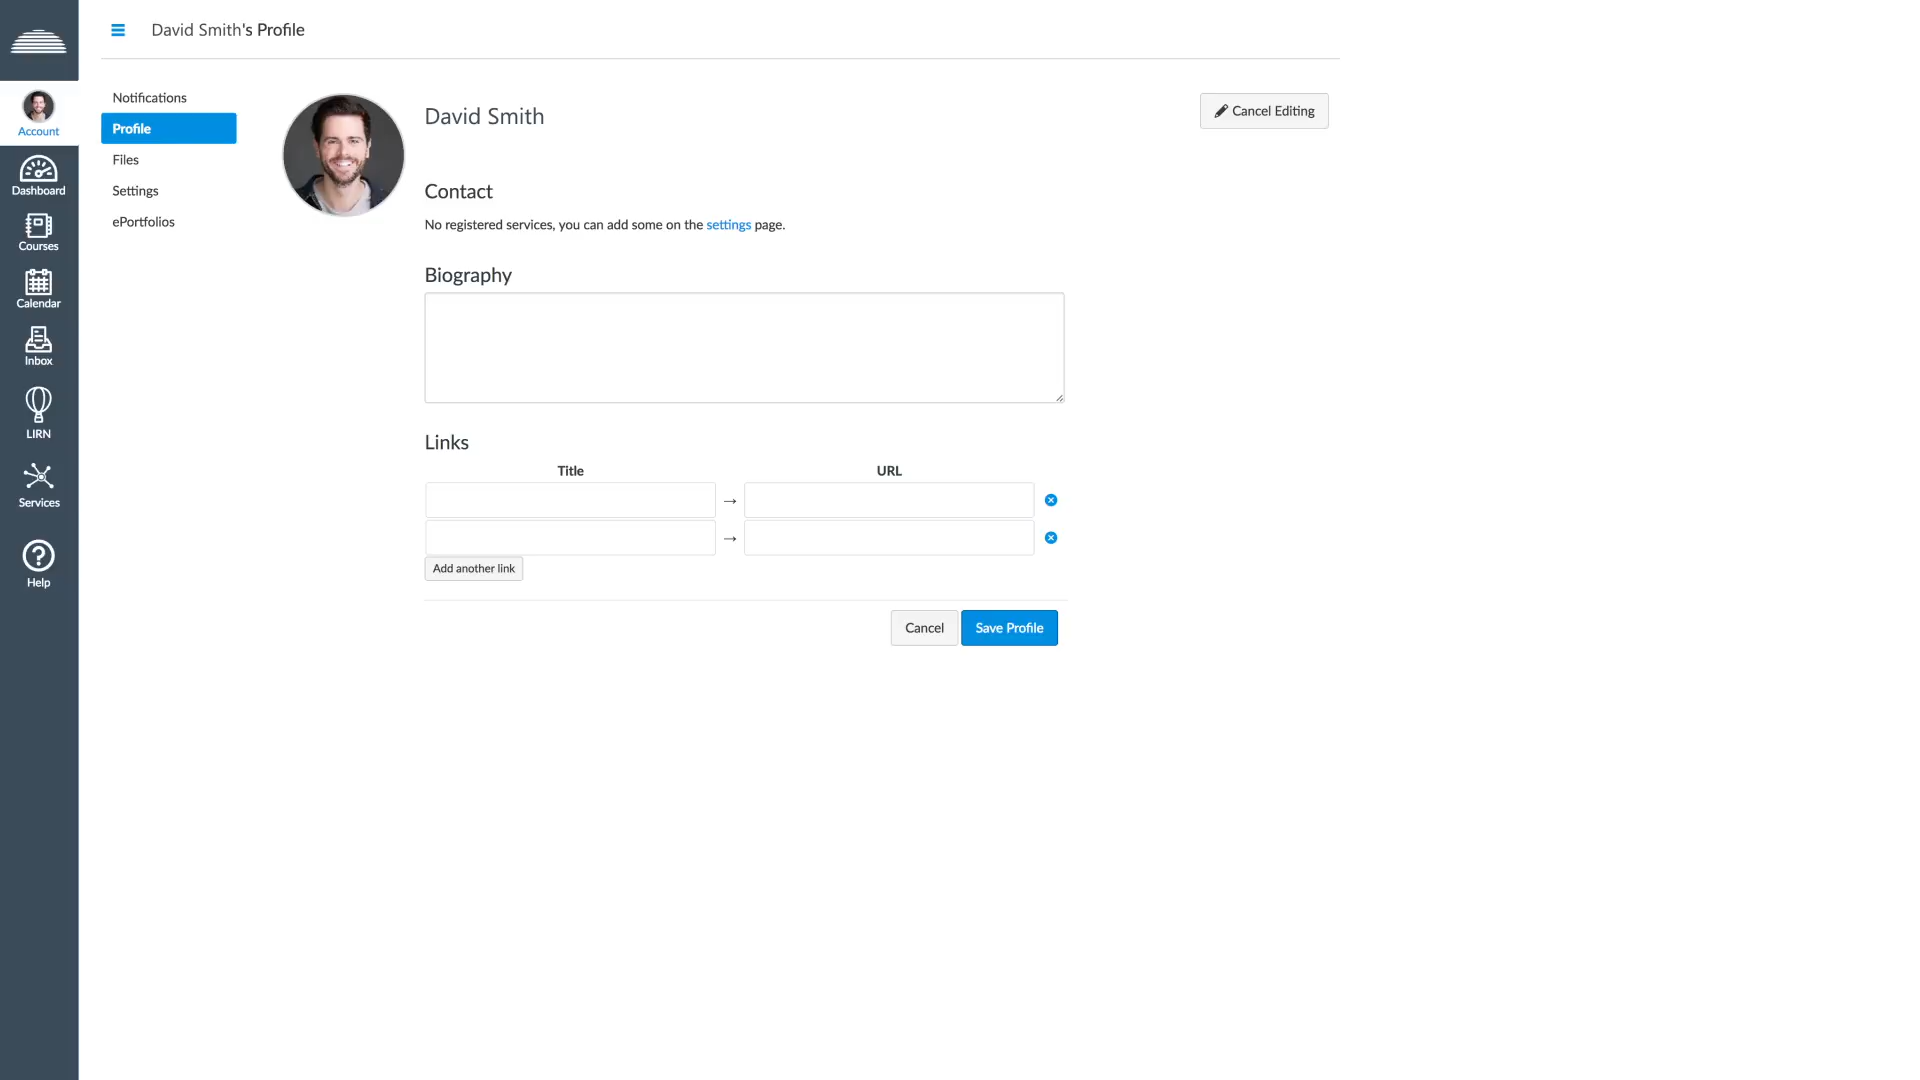 David Smith's Profile
Account
Dashboard
Courses
Calendar
Inbox
LIRN
Services
Help
Notifications
Profile
Files
Settings
ePortfolios
David Smith
Cancel Editing
Contact
No registered services, you can add some on the settings page.
Biography
Links
Title URL
→
→
Add another link
Cancel Save Profile